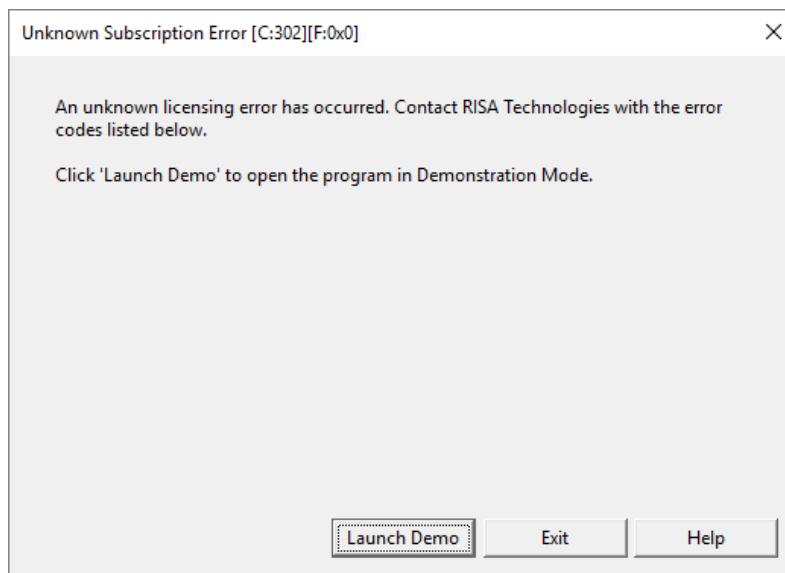 Unknown Subscription Error [C:302][F:0x0]
An unknown licensing error has occurred. Contact RISA Technologies with the error
codes listed below.
Click 'Launch Demo' to open the program in Demonstration Mode.
Launch Demo Exit Help